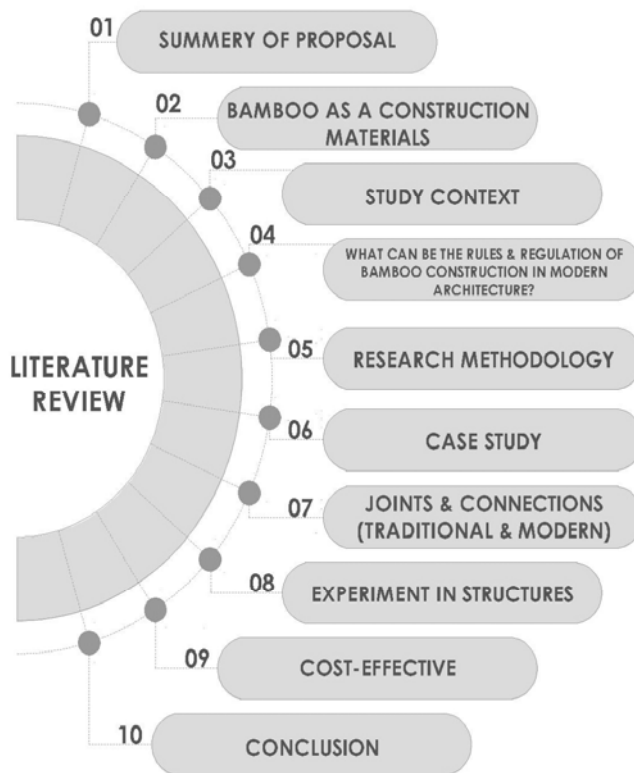 01
SUMMERY OF PROPOSAL
02
BAMBOO AS A CONSTRUCTION
MATERIALS
03
STUDY CONTEXT
04
WHAT CAN BE THE RULES & REGULATION OF
BAMBOO CONSTRUCTION IN MODERN
ARCHITECTURE?
LITERATURE
REVIEW
05
RESEARCH METHODOLOGY
06
CASE STUDY
07
JOINTS & CONNECTIONS
(TRADITIONAL & MODERN)
08
EXPERIMENT IN STRUCTURES
09
COST-EFFECTIVE
10
CONCLUSION